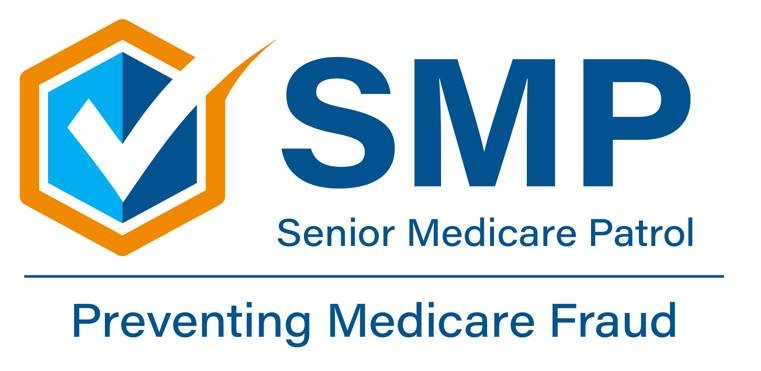 SMP
Senior Medicare Patrol
Preventing Medicare Fraud